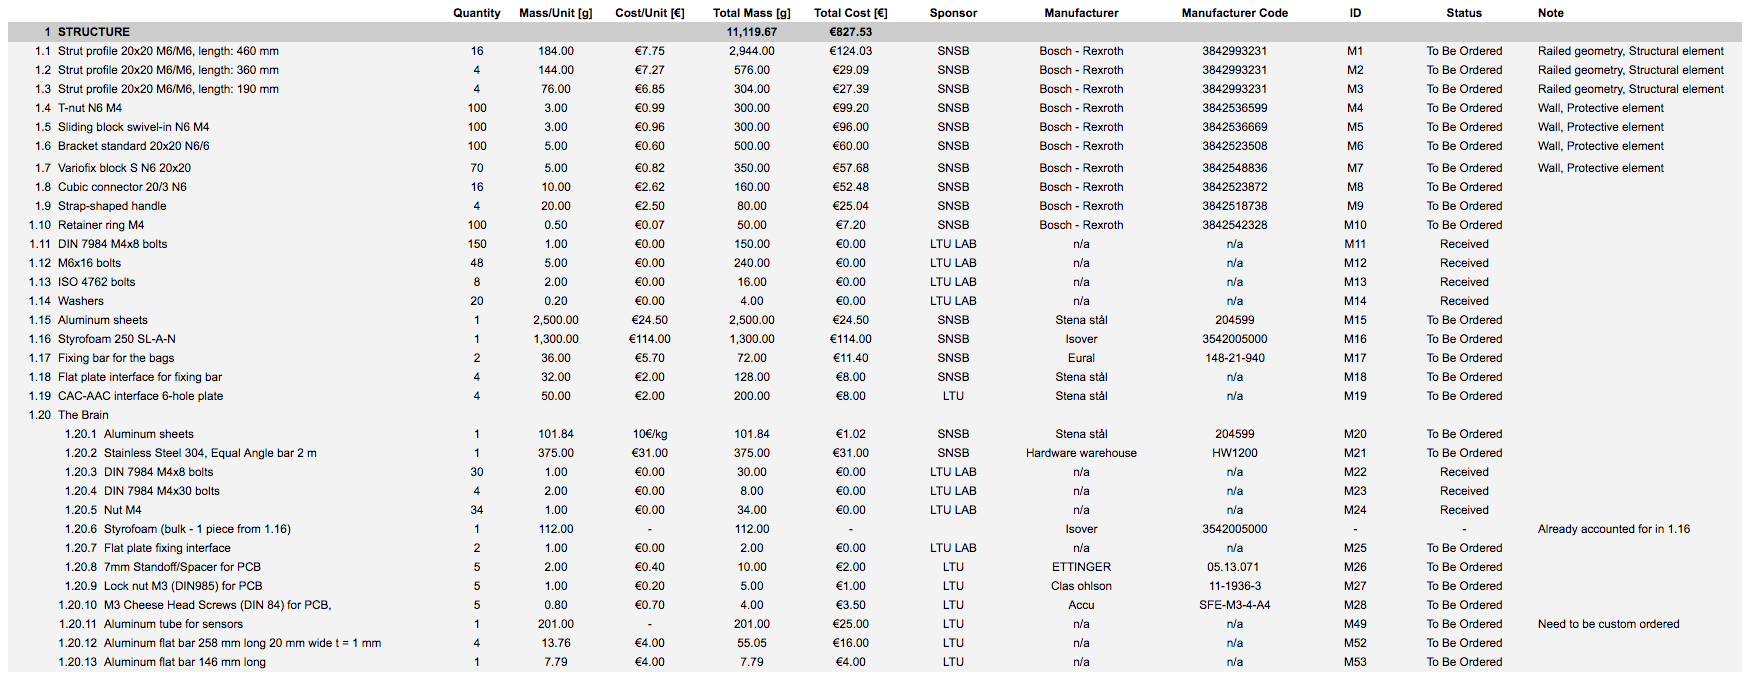 Quantity Mass/Unit [g] Cost/Unit [€] Total Mass [g] Total Cost [€] Sponsor Manufacturer Manufacturer Code ID Status Note
1 STRUCTURE 11,119.67 €827.53
1.1 Strut profile 20x20 M6/M6, length: 460 mm 16 184.00 €7.75 2,944.00 €124.03 SNSB Bosch - Rexroth 3842993231 M1 To Be Ordered Railed geometry, Structural element
1.2 Strut profile 20x20 M6/M6, length: 360 mm 4 144.00 €7.27 576.00 €29.09 SNSB Bosch - Rexroth 3842993231 M2 To Be Ordered Railed geometry, Structural element
1.3 Strut profile 20x20 M6/M6, length: 190 mm 4 76.00 €6.85 304.00 €27.39 SNSB Bosch - Rexroth 3842993231 M3 To Be Ordered Railed geometry, Structural element
1.4 T-nut N6 M4 100 3.00 €0.99 300.00 €99.20 SNSB Bosch - Rexroth 3842536599 M4 To Be Ordered Wall, Protective element
1.5 Sliding block swivel-in N6 M4 100 3.00 €0.96 300.00 €96.00 SNSB Bosch - Rexroth 3842536669 M5 To Be Ordered Wall, Protective element
1.6 Bracket standard 20x20 N6/6 100 5.00 €0.60 500.00 €60.00 SNSB Bosch - Rexroth 3842523508 M6 To Be Ordered Wall, Protective element
1.7 Variofix block S N6 20x20 70 5.00 €0.82 350.00 €57.68 SNSB Bosch - Rexroth 3842548836 M7 To Be Ordered Wall, Protective element
1.8 Cubic connector 20/3 N6 16 10.00 €2.62 160.00 €52.48 SNSB Bosch - Rexroth 3842523872 M8 To Be Ordered
1.9 Strap-shaped handle 4 20.00 €2.50 80.00 €25.04 SNSB Bosch - Rexroth 3842518738 M9 To Be Ordered
1.10 Retainer ring M4 100 0.50 €0.07 50.00 €7.20 SNSB Bosch - Rexroth 3842542328 M10 To Be Ordered
1.11 DIN 7984 M4x8 bolts 150 1.00 €0.00 150.00 €0.00 LTU LAB n/a n/a M11 Received
1.12 M6x16 bolts 48 5.00 €0.00 240.00 €0.00 LTU LAB n/a n/a M12 Received
1.13 ISO 4762 bolts 8 2.00 €0.00 16.00 €0.00 LTU LAB n/a n/a M13 Received
1.14 Washers 20 0.20 €0.00 4.00 €0.00 LTU LAB n/a n/a M14 Received
1.15 Aluminum sheets 1 2,500.00 €24.50 2,500.00 €24.50 SNSB Stena stål 204599 M15 To Be Ordered
1.16 Styrofoam 250 SL-A-N 1 1,300.00 €114.00 1,300.00 €114.00 SNSB Isover 3542005000 M16 To Be Ordered
1.17 Fixing bar for the bags 2 36.00 €5.70 72.00 €11.40 SNSB Eural 148-21-940 M17 To Be Ordered
1.18 Flat plate interface for fixing bar 4 32.00 €2.00 128.00 €8.00 SNSB Stena stål n/a M18 To Be Ordered
1.19 CAC-AAC interface 6-hole plate 4 50.00 €2.00 200.00 €8.00 LTU Stena stål n/a M19 To Be Ordered
1.20 The Brain
1.20.1 Aluminum sheets 1 101.84 10€/kg 101.84 €1.02 SNSB Stena stål 204599 M20 To Be Ordered
1.20.2 Stainless Steel 304, Equal Angle bar 2 m 1 375.00 €31.00 375.00 €31.00 SNSB Hardware warehouse HW1200 M21 To Be Ordered
1.20.3 DIN 7984 M4x8 bolts 30 1.00 €0.00 30.00 €0.00 LTU LAB n/a n/a M22 Received
1.20.4 DIN 7984 M4x30 bolts 4 2.00 €0.00 8.00 €0.00 LTU LAB n/a n/a M23 Received
1.20.5 Nut M4 34 1.00 €0.00 34.00 €0.00 LTU LAB n/a n/a M24 Received
1.20.6 Styrofoam (bulk - 1 piece from 1.16) 1 112.00 - 112.00 - Isover 3542005000 - - Already accounted for in 1.16
1.20.7 Flat plate fixing interface 2 1.00 €0.00 2.00 €0.00 LTU LAB n/a n/a M25 To Be Ordered
1.20.8 7mm Standoff/Spacer for PCB 5 2.00 €0.40 10.00 €2.00 LTU ETTINGER 05.13.071 M26 To Be Ordered
1.20.9 Lock nut M3 (DIN985) for PCB 5 1.00 €0.20 5.00 €1.00 LTU Clas ohlson 11-1936-3 M27 To Be Ordered
1.20.10 M3 Cheese Head Screws (DIN 84) for PCB, 5 0.80 €0.70 4.00 €3.50 LTU Accu SFE-M3-4-A4 M28 To Be Ordered
1.20.11 Aluminum tube for sensors 1 201.00 - 201.00 €25.00 LTU n/a n/a M49 To Be Ordered Need to be custom ordered
1.20.12 Aluminum flat bar 258 mm long 20 mm wide t = 1 mm 4 13.76 €4.00 55.05 €16.00 LTU n/a n/a M52 To Be Ordered
1.20.13 Aluminum flat bar 146 mm long 1 7.79 €4.00 7.79 €4.00 LTU n/a n/a M53 To Be Ordered